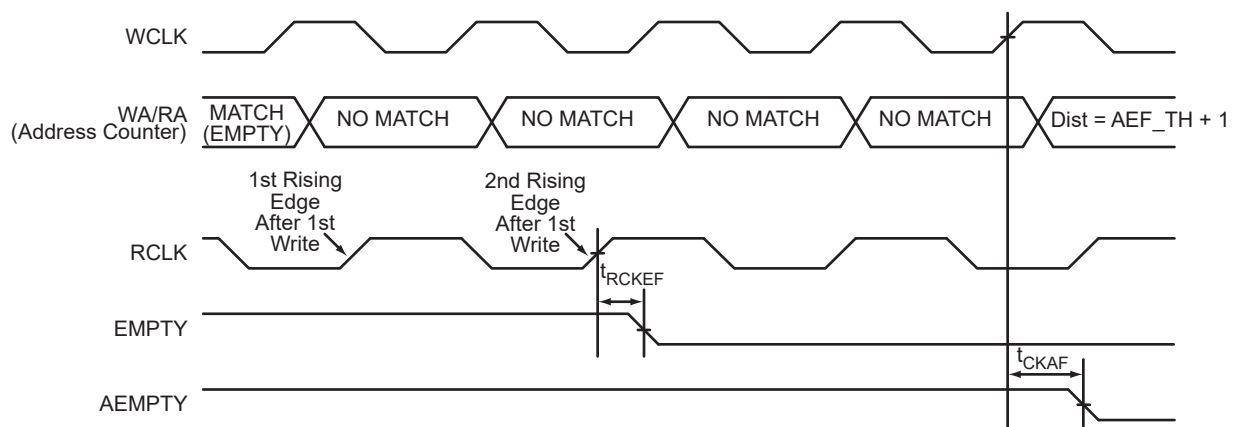 WCLK
WA/RA
(Address Counter)
MATCH
(EMPTY)
NO MATCH
NO MATCH
NO MATCH
NO MATCH
Dist = AEF_TH + 1
1st Rising
Edge
After 1st
Write
2nd Rising
Edge
After 1st
Write
RCLK
tRCKEF
EMPTY
tCKAF
AEMPTY